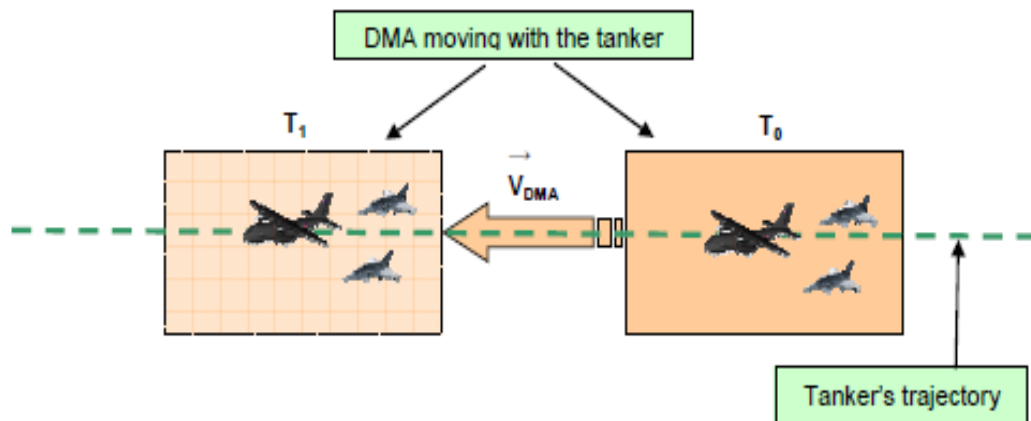 DMA moving with the tanker
T1
T0
→
VDMA
Tanker's trajectory